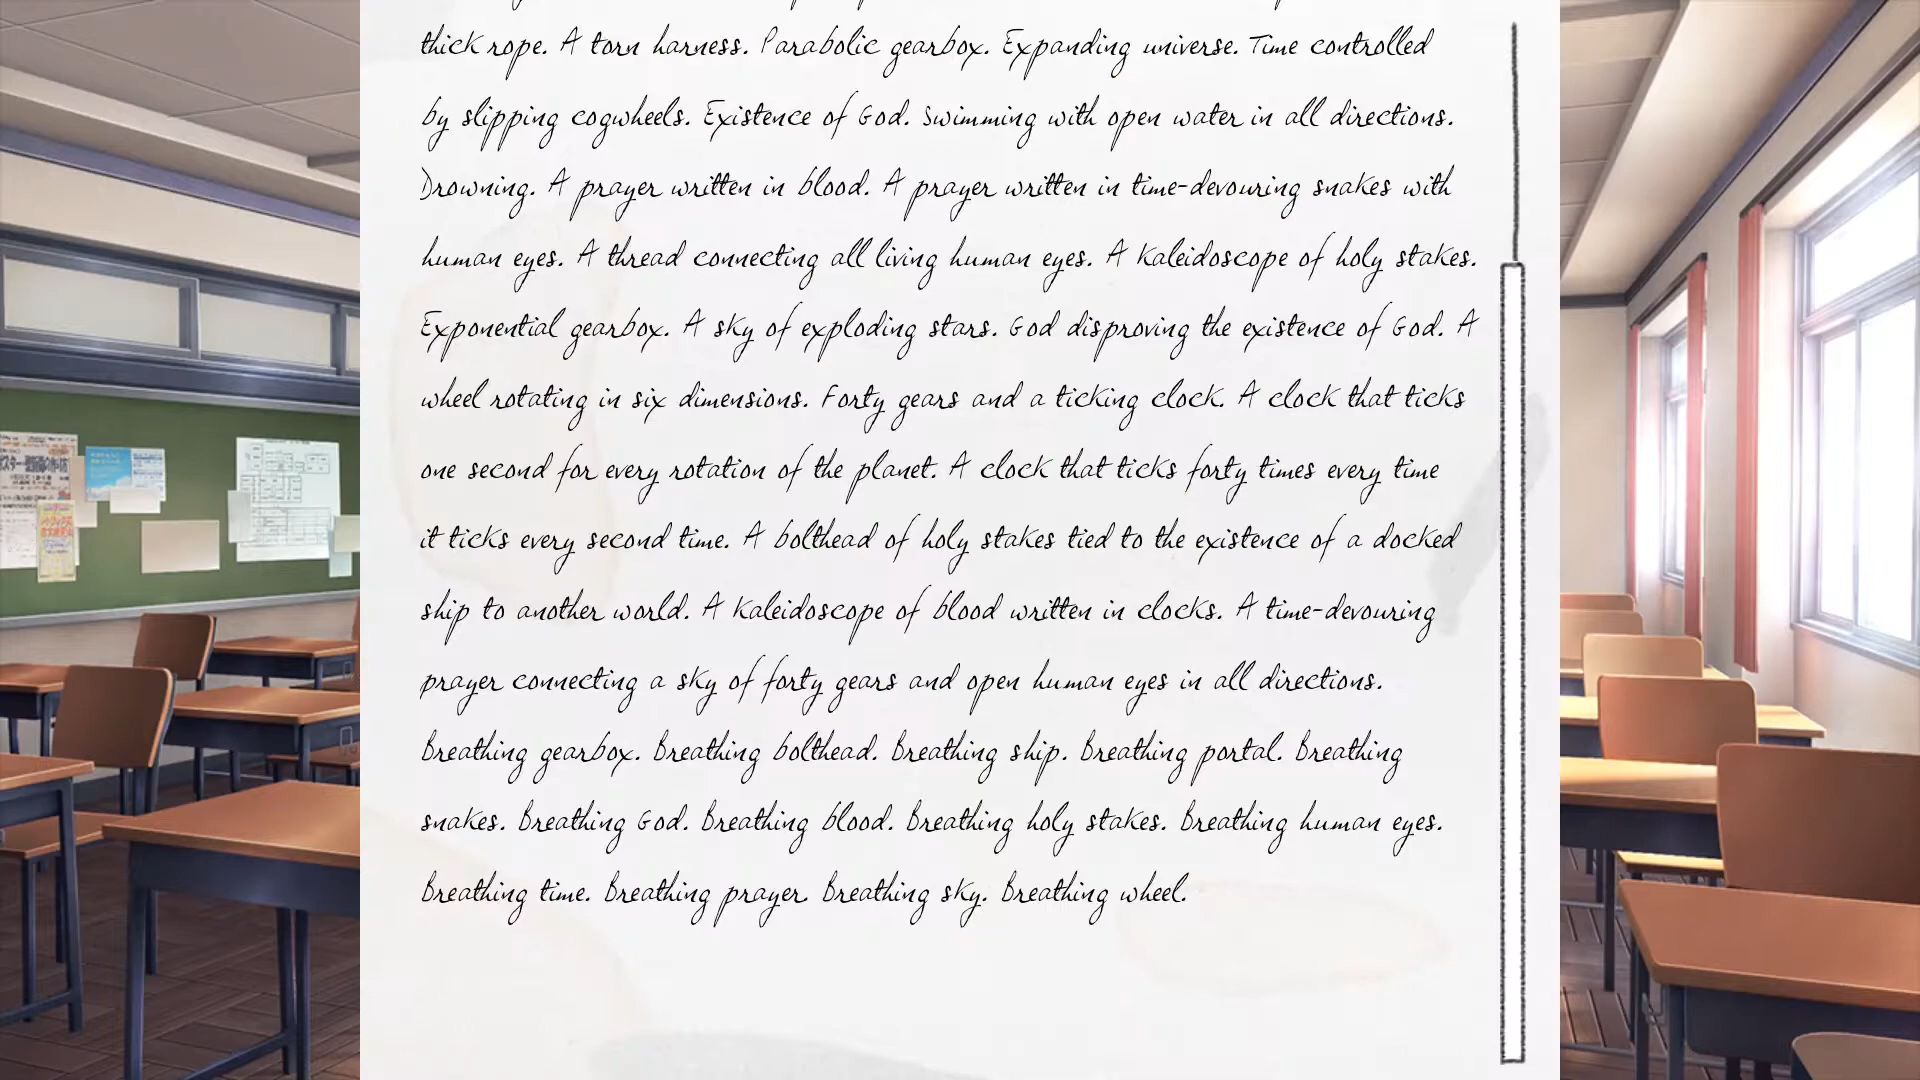 thick rope. A torn harness. Parabolic gearbox. Expanding universe. Time controlled
by slipping cogwheels. Existence of God. Swimming with open water in all directions.
Drowning. A prayer written in blood. A prayer written in time-devouring snakes with
human eyes. A thread connecting all living human eyes. A kaleidoscope of holy stakes.
Exponential gearbox. A sky of exploding stars. God disproving the existence of God. A
wheel rotating in six dimensions. Forty gears and a ticking clock. A clock that ticks
one second for every rotation of the planet. A clock that ticks forty times every time
it ticks every second time. A bolthead of holy stakes tied to the existence of a docked
ship to another world. A kaleidoscope of blood written in clocks. A time-devouring
prayer connecting a sky of forty gears and open human eyes in all directions.
Breathing gearbox. Breathing bolthead. Breathing ship. Breathing portal. Breathing
snakes. Breathing God. Breathing blood. Breathing holy stakes. Breathing human eyes.
Breathing time. Breathing prayer. Breathing sky. Breathing wheel.